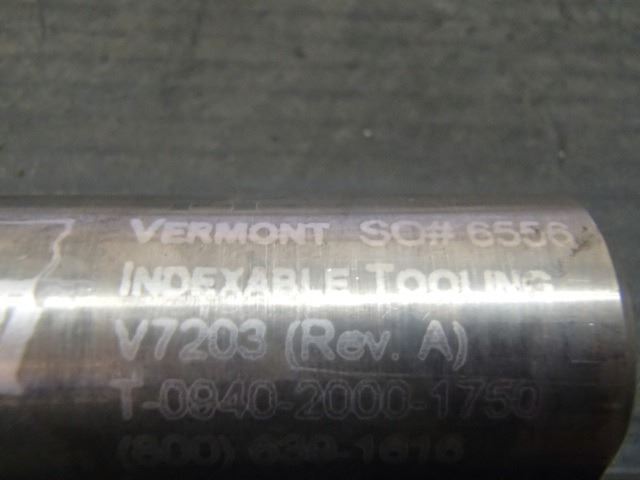 VERMONT SO# 6556
INDEXABLE TOOLING
V7203 (Rev. A)
T-0940-2000-1750
(800)